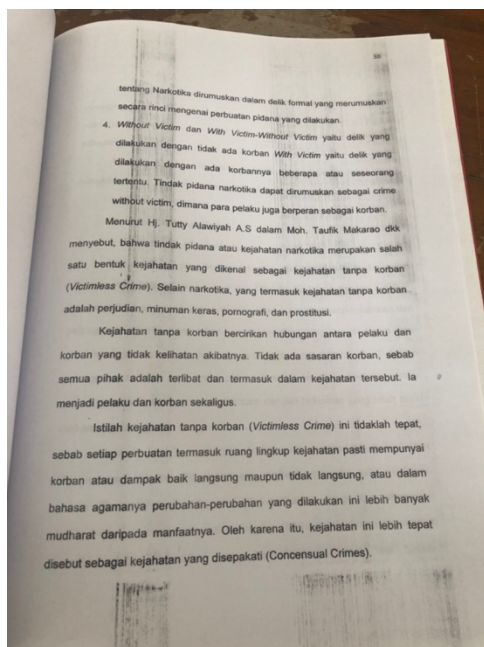 tentang Narkotika dirumuskan dalam delik formal yang merumuskan
secara rinci mengenai perbuatan pidana yang dilakukan.
4. Without Victim dan With Victim-Without Victim yaitu delik yang
dilakukan dengan tidak ada korban With Victim yaitu delik yang
dilakukan dengan ada korbannya beberapa atau seseorang
tertentu. Tindak pidana narkotika dapat dirumuskan sebagai crime
without victim, dimana para pelaku juga berperan sebagai korban.
Menurut Hj. Tutty Alawiyah A.S dalam Moh. Taufik Makarao dkk
menyebut, bahwa tindak pidana atau kejahatan narkotika merupakan salah
satu bentuk kejahatan yang dikenal sebagai kejahatan tanpa korban
(Victimless Crime). Selain narkotika, yang termasuk kejahatan tanpa korban
adalah perjudian, minuman keras, pornografi, dan prostitusi.
Kejahatan tanpa korban bercirikan hubungan antara pelaku dan
korban yang tidak kelihatan akibatnya. Tidak ada sasaran korban, sebab
semua pihak adalah terlibat dan termasuk dalam kejahatan tersebut. Ia
menjadi pelaku dan korban sekaligus.
Istilah kejahatan tanpa korban (Victimless Crime) ini tidaklah tepat,
sebab setiap perbuatan termasuk ruang lingkup kejahatan pasti mempunyai
korban atau dampak baik langsung maupun tidak langsung, atau dalam
bahasa agamanya perubahan-perubahan yang dilakukan ini lebih banyak
mudharat daripada manfaatnya. Oleh karena itu, kejahatan ini lebih tepat
disebut sebagai kejahatan yang disepakati (Concensual Crimes).